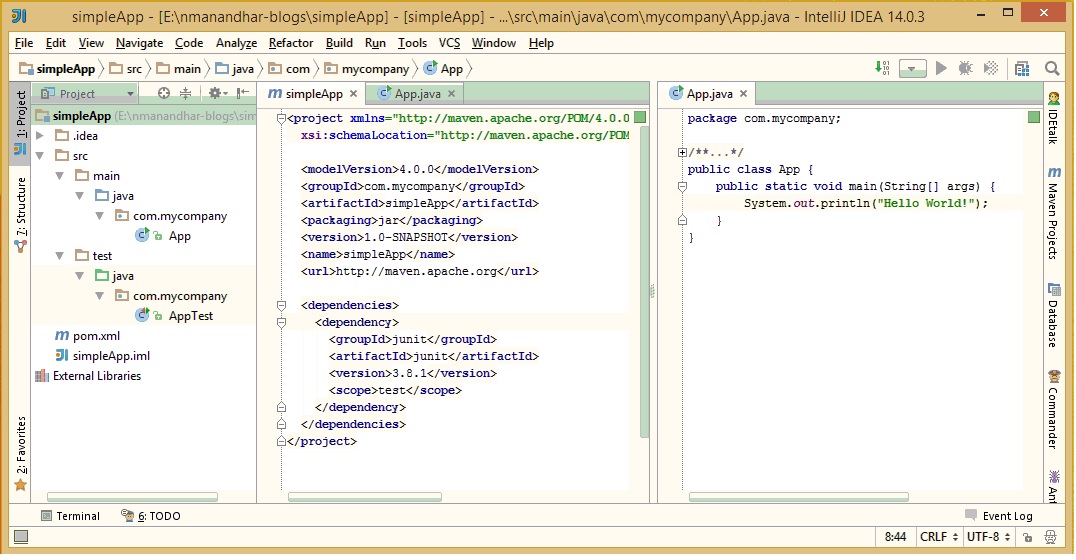 simpleApp - [E:\nmanandhar-blogs\simpleApp] - [simpleApp] - ...\src\main\java\com\mycompany\App.java - IntelliJ IDEA 14.0.3
File Edit View Navigate Code Analyze Refactor Build Run Tools VCS Window Help
simpleApp src main java com mycompany App
1: Project
7: Structure
2: Favorites
Project
simpleApp (E:\nmanandhar-blogs\sim
.idea
src
main
java
com.mycompany
App
test
java
com.mycompany
AppTest
pom.xml
simpleApp.iml
External Libraries
simpleApp App.java
<project xmlns="http://maven.apache.org/POM/4.0.0
xsi:schemaLocation="http://maven.apache.org/POM
<modelVersion>4.0.0</modelVersion>
<groupId>com.mycompany</groupId>
<artifactId>simpleApp</artifactId>
<packaging>jar</packaging>
<version>1.0-SNAPSHOT</version>
<name>simpleApp</name>
<url>http://maven.apache.org</url>
<dependencies>
<dependency>
<groupId>junit</groupId>
<artifactId>junit</artifactId>
<version>3.8.1</version>
<scope>test</scope>
</dependency>
</dependencies>
</project>
App.java
package com.mycompany;
/**...*/
public class App {
public static void main(String[] args) {
System.out.println("Hello World!");
}
}
IDEtalk
Maven Projects
Database
Commander
Ant
Terminal 6: TODO Event Log
8:44 CRLF UTF-8